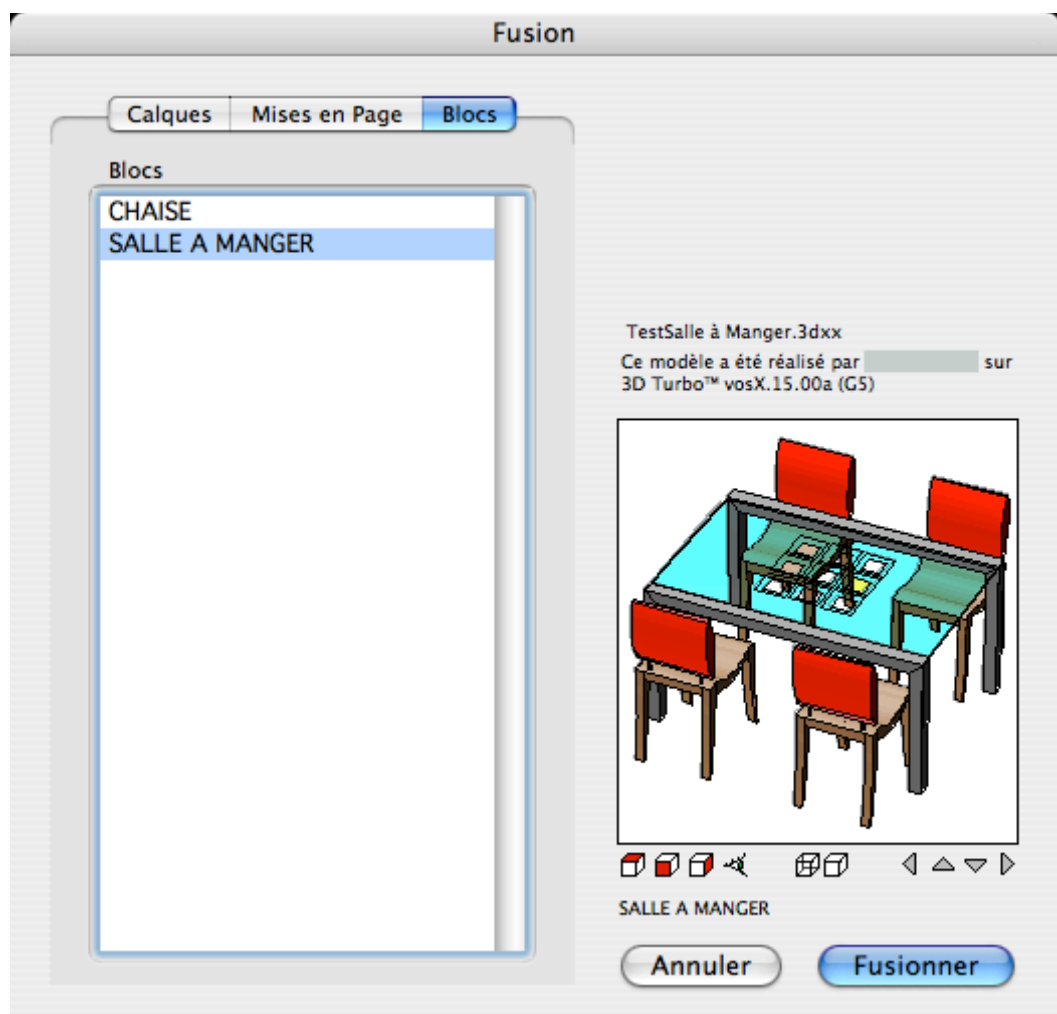 Fusion
Calques Mises en Page Blocs
Blocs
CHAISE
SALLE A MANGER
TestSalle à Manger.3dxx
Ce modèle a été réalisé par sur
3D Turbo™ vosX.15.00a (G5)
SALLE A MANGER
Annuler Fusionner